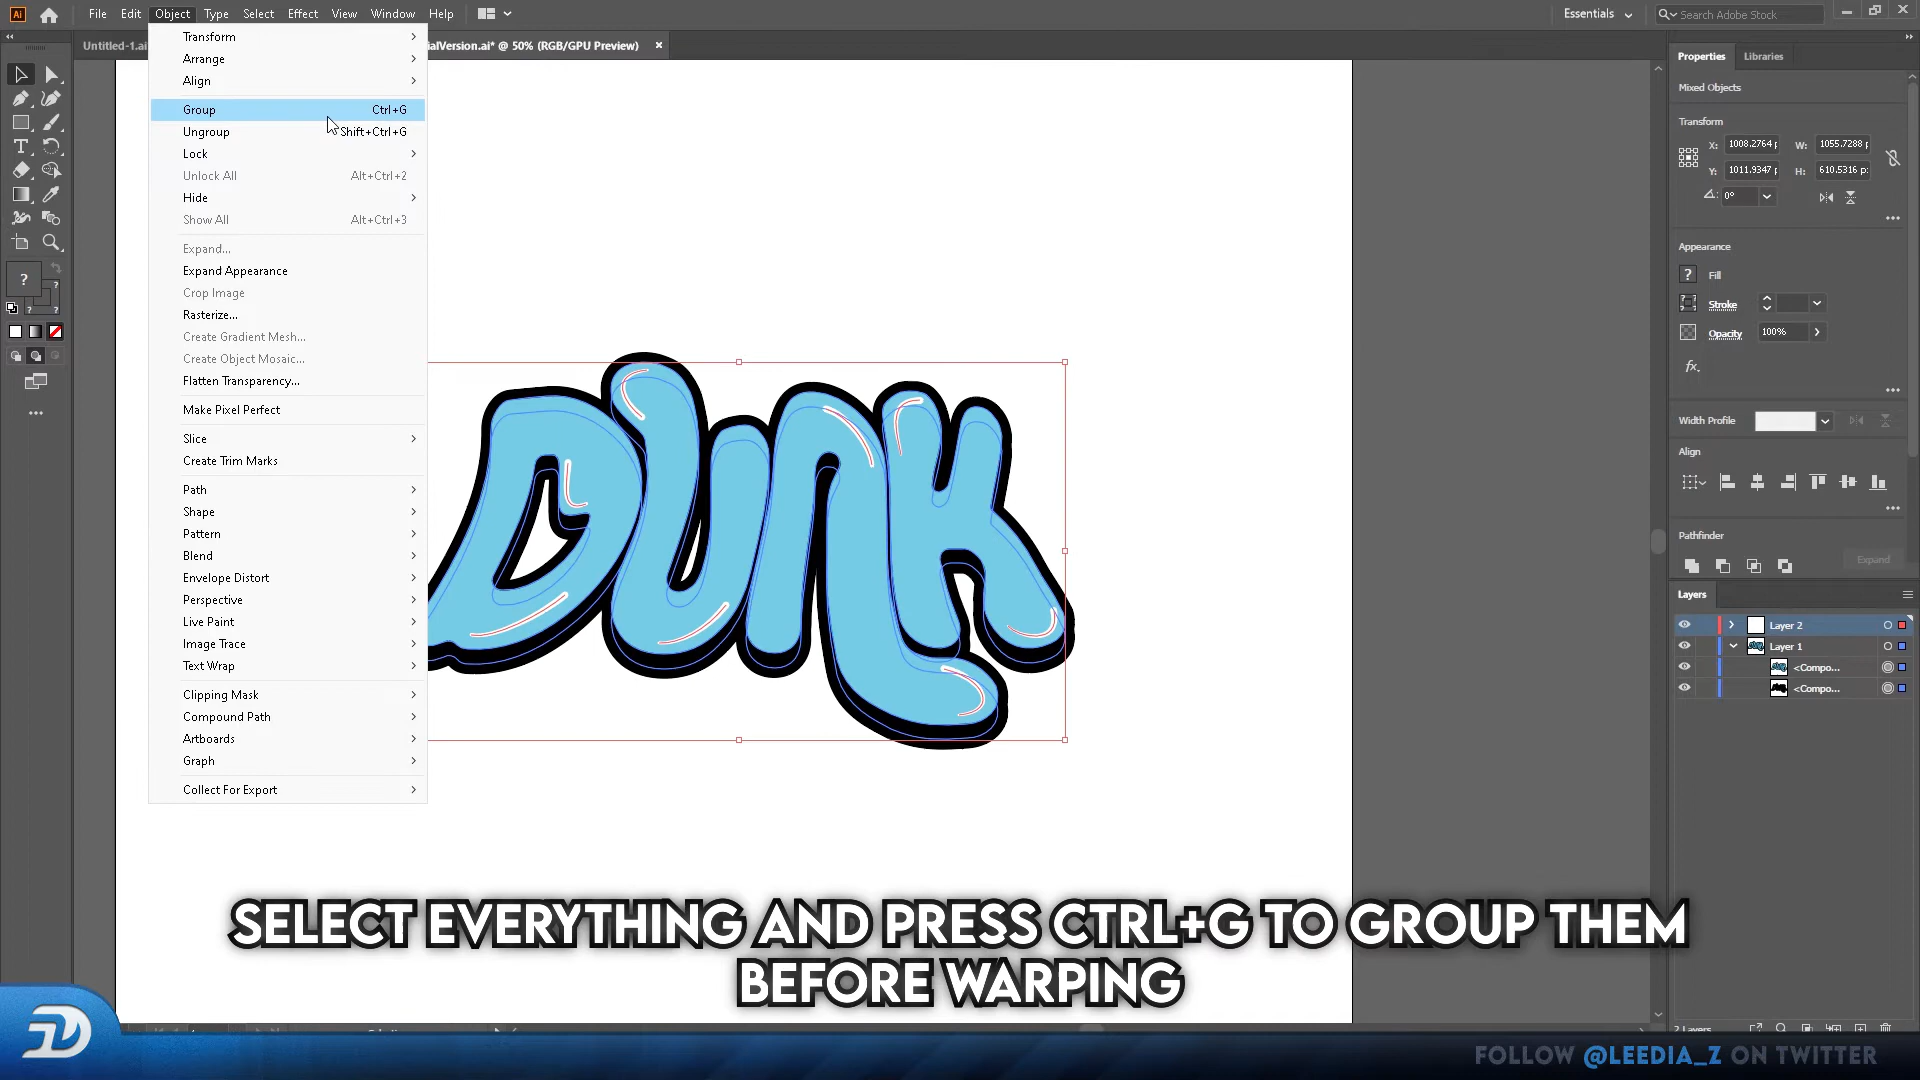 Ai File Edit Object Type Select Effect View Window Help
Essentials Search Adobe Stock
Untitled-1.ai
ialVersion.ai* @ 50% (RGB/GPU Preview) ×
Transform
Arrange
Align
Group Ctrl+G
Ungroup Shift+Ctrl+G
Lock
Unlock All Alt+Ctrl+2
Hide
Show All Alt+Ctrl+3
Expand...
Expand Appearance
Crop Image
Rasterize...
Create Gradient Mesh...
Create Object Mosaic...
Flatten Transparency...
Make Pixel Perfect
Slice
Create Trim Marks
Path
Shape
Pattern
Blend
Envelope Distort
Perspective
Live Paint
Image Trace
Text Wrap
Clipping Mask
Compound Path
Artboards
Graph
Collect For Export
DUNK
Properties Libraries
Mixed Objects
Transform
X: 1008.2764 p W: 1055.7288 p
Y: 1011.9347 p H: 610.5316 px
0°
Appearance
? Fill
Stroke
Opacity 100%
fx.
Width Profile
Align
Pathfinder
Expand
Layers
Layer 2
Layer 1
<Compo...
<Compo...
2 Layers
SELECT EVERYTHING AND PRESS CTRL+G TO GROUP THEM
BEFORE WARPING
FOLLOW @LEEDIA_Z ON TWITTER